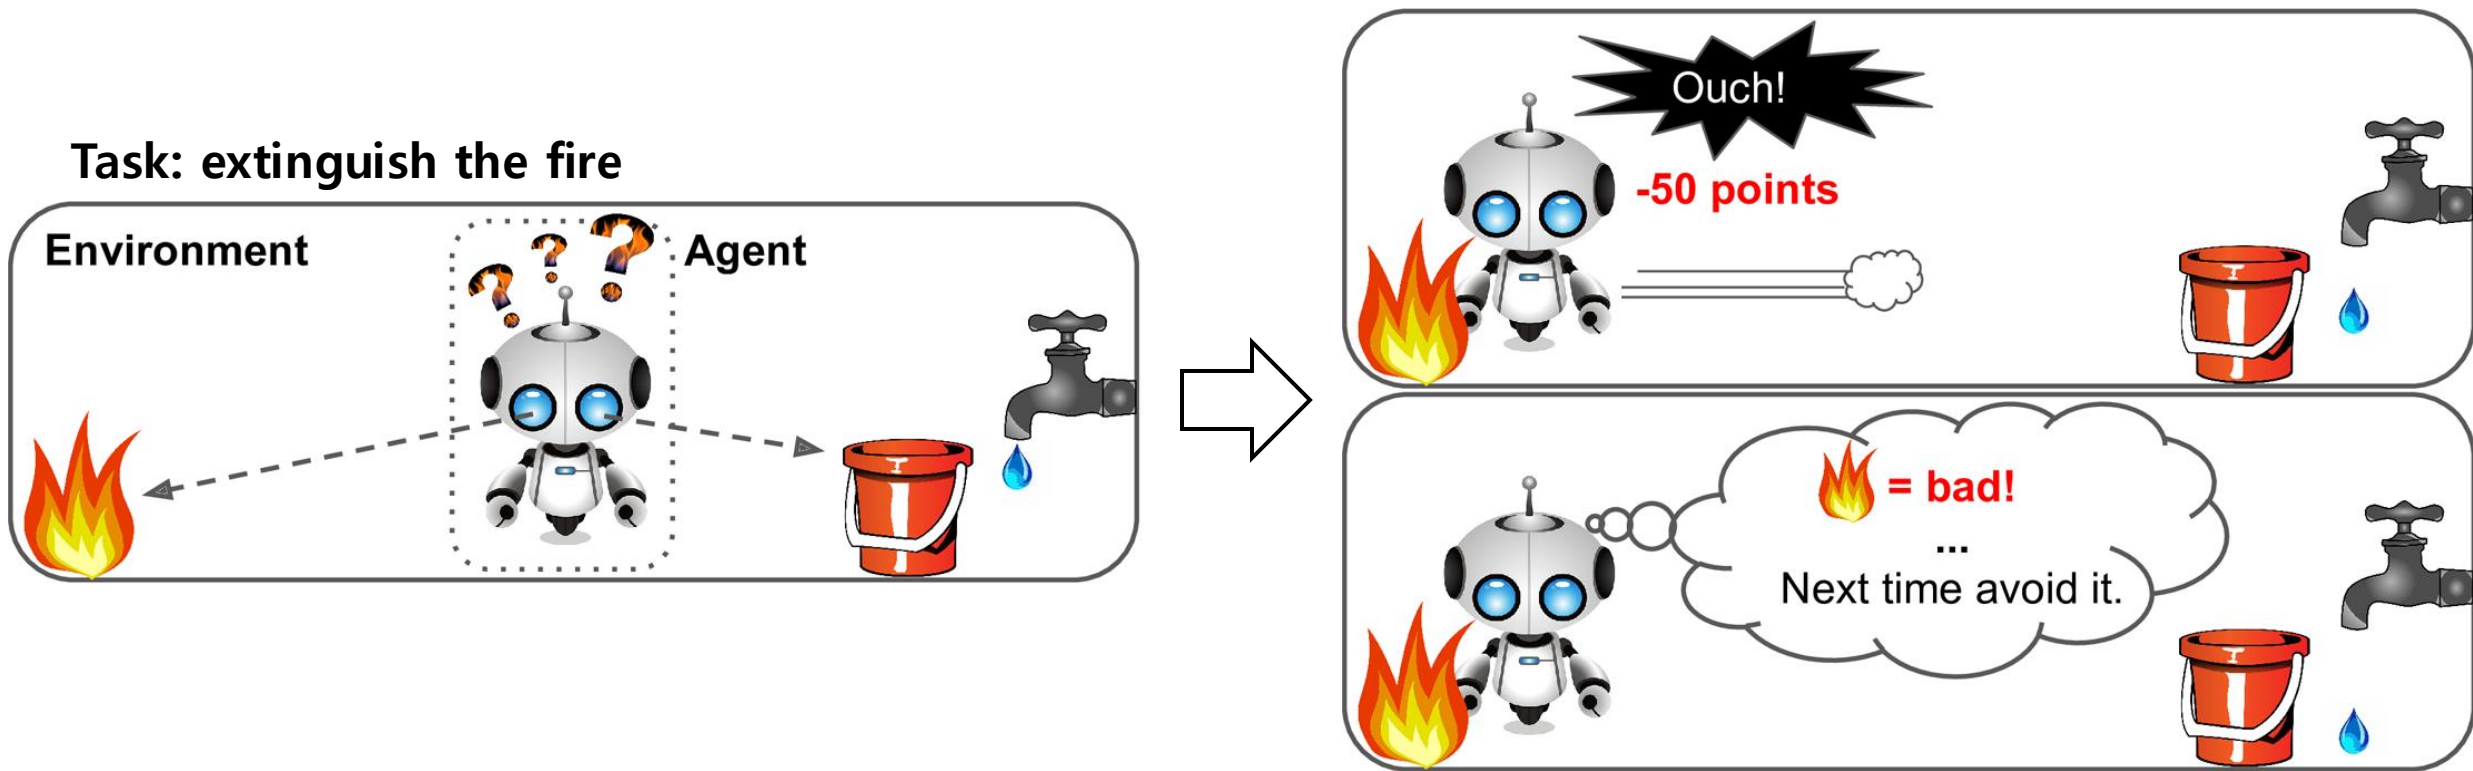 Task: extinguish the fire
Environment
? ? ?
Agent
Ouch!
-50 points
= bad!
...
Next time avoid it.